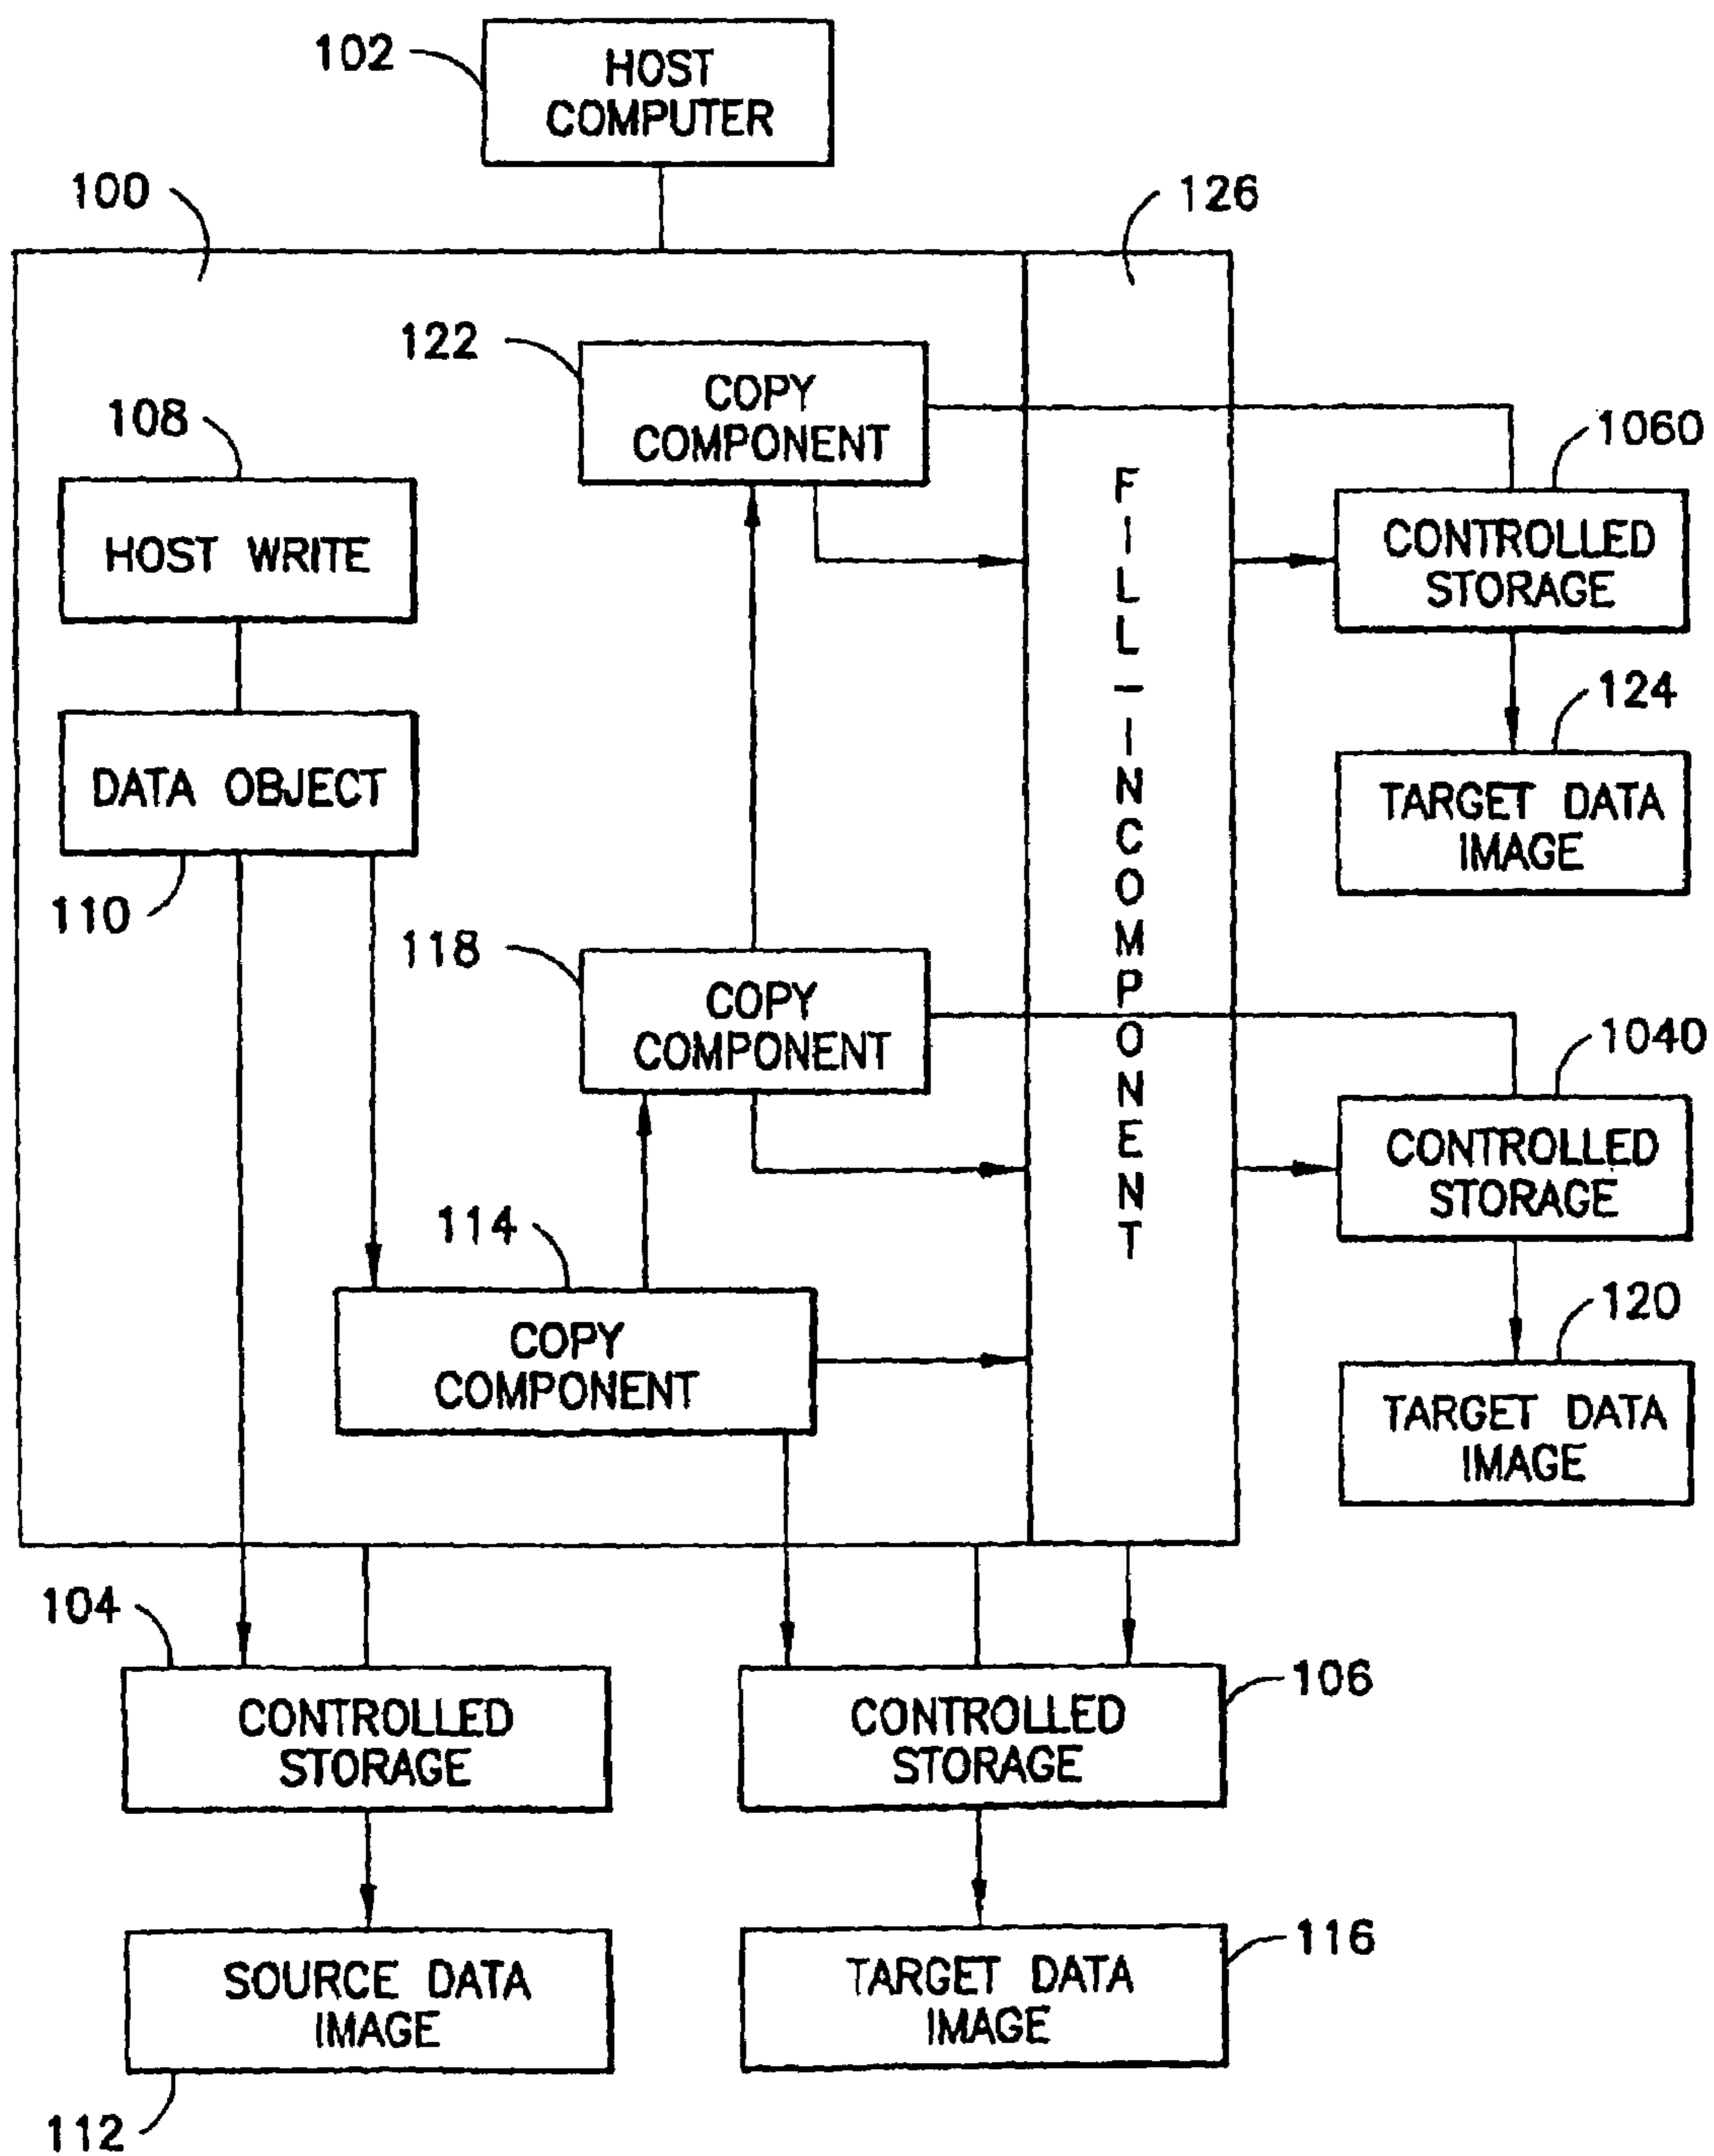 102
HOST
COMPUTER
100
126
122
COPY
COMPONENT
108
HOST WRITE
1060
CONTROLLED
STORAGE
DATA OBJECT
110
124
TARGET DATA
IMAGE
FILL-INCOMPONENT
118
COPY
COMPONENT
1040
CONTROLLED
STORAGE
114
COPY
COMPONENT
120
TARGET DATA
IMAGE
104
CONTROLLED
STORAGE
106
CONTROLLED
STORAGE
SOURCE DATA
IMAGE
112
116
TARGET DATA
IMAGE